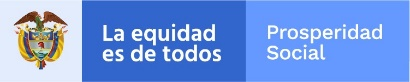 La equidad
es de todos
Prosperidad
Social